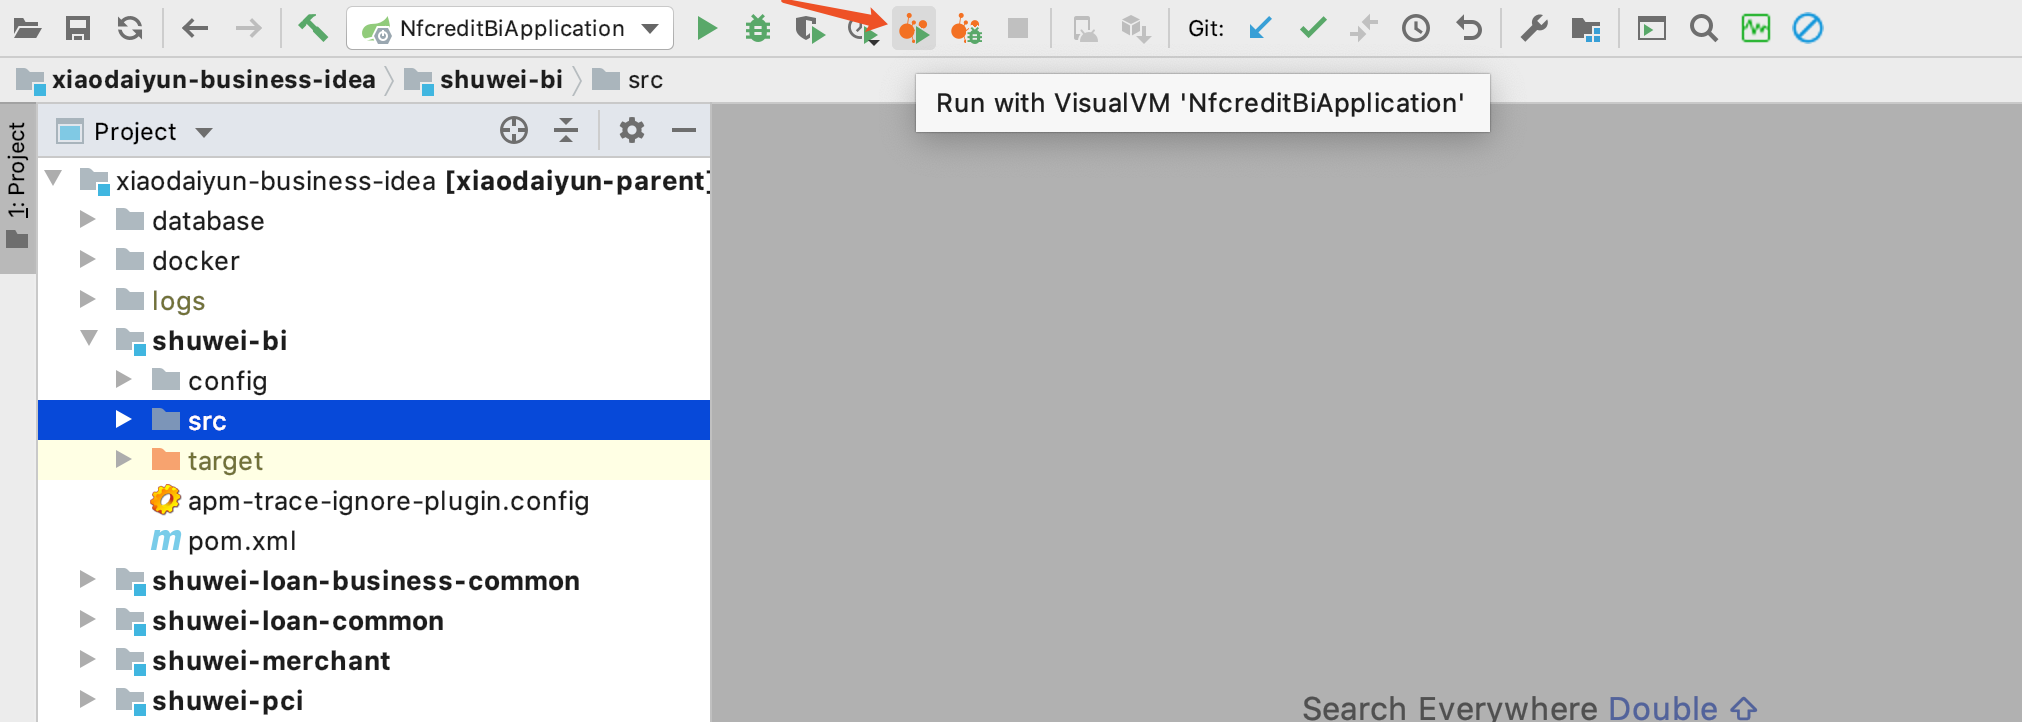 NfcreditBiApplication
Git:
xiaodaiyun-business-idea
shuwei-bi
src
Run with VisualVM 'NfcreditBiApplication'
1: Project
Project
xiaodaiyun-business-idea [xiaodaiyun-parent]
database
docker
logs
shuwei-bi
config
src
target
apm-trace-ignore-plugin.config
pom.xml
shuwei-loan-business-common
shuwei-loan-common
shuwei-merchant
shuwei-pci
Search Everywhere Double ⇧